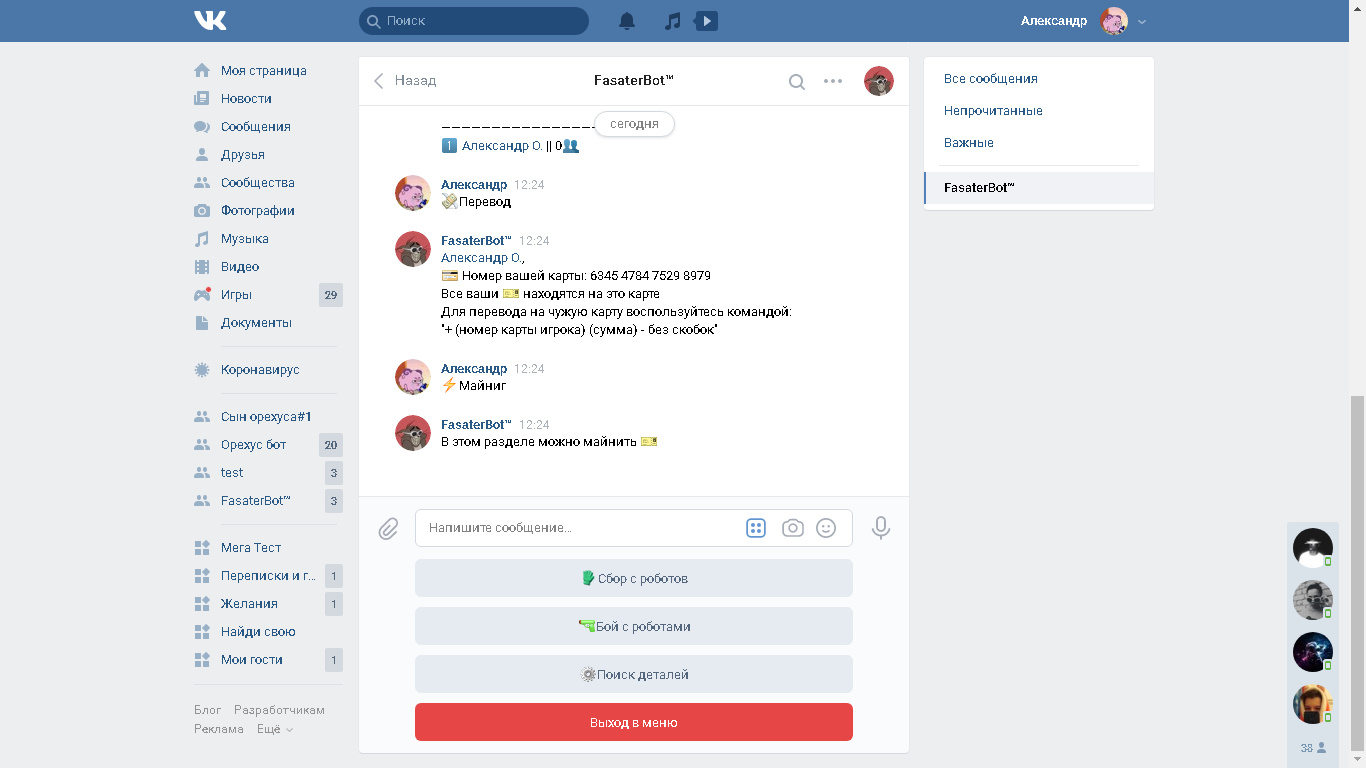 Поиск
Александр
Моя страница
Новости
Сообщения
Друзья
Сообщества
Фотографии
Музыка
Видео
Игры 29
Документы
Коронавирус
Сын орехуса#1
Орехус бот 20
test 3
FasaterBot™ 3
Мега Тест
Переписки и г... 1
Желания 1
Найди свою
Мои гости 1
Блог Разработчикам
Реклама Ещё
Назад
FasaterBot™
сегодня
1 Александр О. || 0👥
Александр 12:24
💸Перевод
FasaterBot™ 12:24
Александр О.,
💳 Номер вашей карты: 6345 4784 7529 8979
Все ваши 🎫 находятся на это карте
Для перевода на чужую карту воспользуйтесь командой:
"+ (номер карты игрока) (сумма) - без скобок"
Александр 12:24
⚡Майниг
FasaterBot™ 12:24
В этом разделе можно майнить 🎫
Напишите сообщение...
Сбор с роботов
🔫Бой с роботами
⚙Поиск деталей
Выход в меню
Все сообщения
Непрочитанные
Важные
FasaterBot™
38